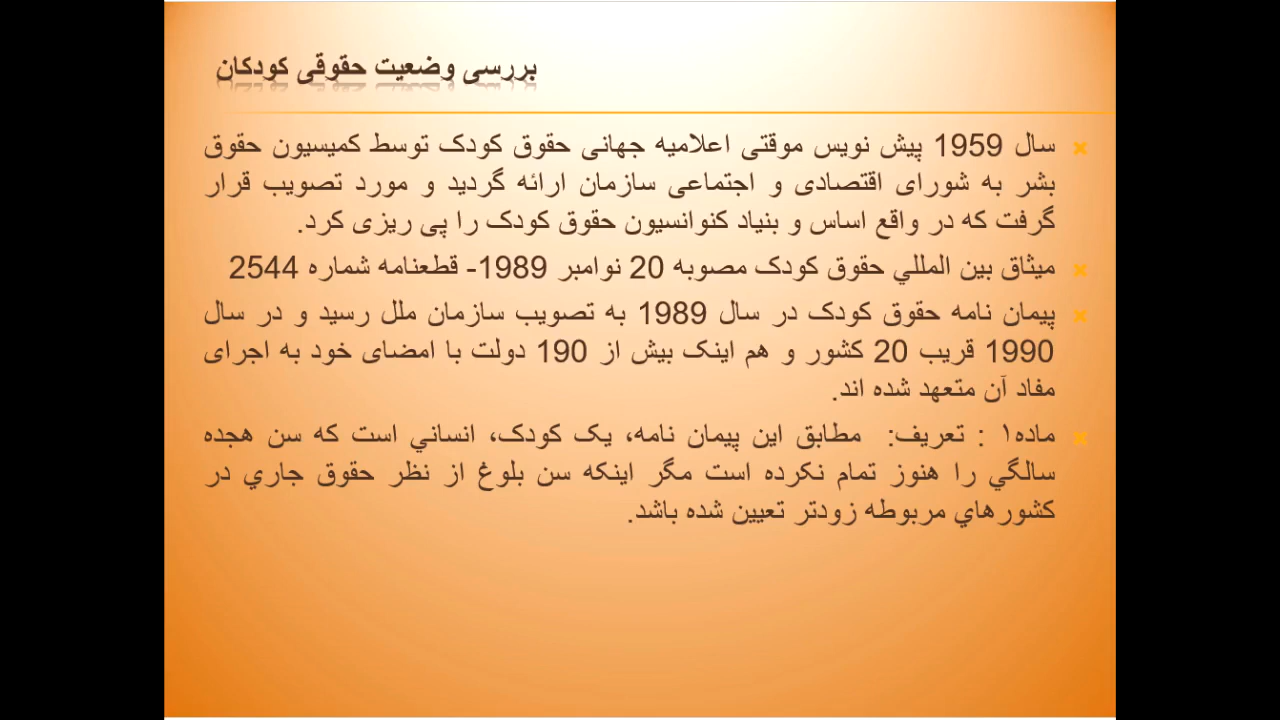 بررسی وضعیت حقوقی کودکان
سال 1959 پیش نویس موقتی اعلامیه جهانی حقوق کودک توسط کمیسیون حقوق
بشر به شورای اقتصادی و اجتماعی سازمان ارائه گردید و مورد تصویب قرار
گرفت که در واقع اساس و بنیاد کنوانسیون حقوق کودک را پی ریزی کرد.
میثاق بین المللي حقوق کودک مصوبه 20 نوامبر 1989- قطعنامه شماره 2544
پیمان نامه حقوق کودک در سال 1989 به تصویب سازمان ملل رسید و در سال
1990 قریب 20 کشور و هم اینک بیش از 190 دولت با امضای خود به اجرای
مفاد آن متعهد شده اند.
ماده۱ : تعریف: مطابق این پیمان نامه، یک کودک، انساني است که سن هجده
سالگي را هنوز تمام نکرده است مگر اینکه سن بلوغ از نظر حقوق جاري در
کشورهاي مربوطه زودتر تعیین شده باشد.